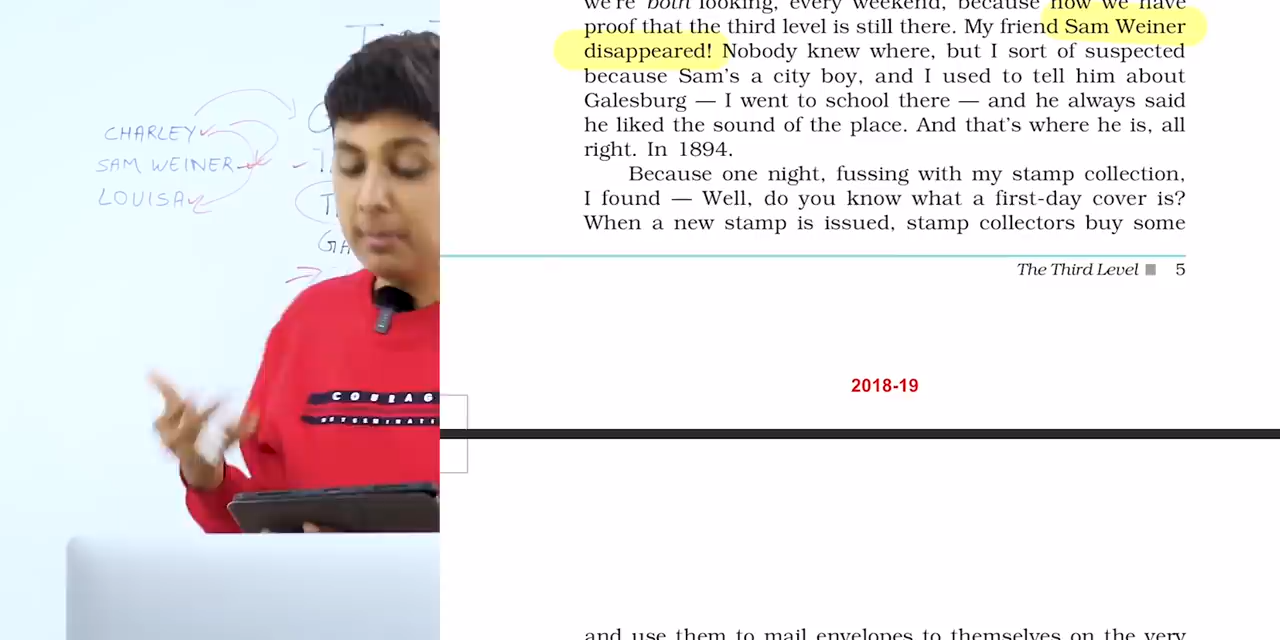 CHARLEY
SAM WEINER
LOUISA
GA
COURAG
DETERMINATI
we're both looking, every weekend, because now we have
proof that the third level is still there. My friend Sam Weiner
disappeared! Nobody knew where, but I sort of suspected
because Sam's a city boy, and I used to tell him about
Galesburg — I went to school there — and he always said
he liked the sound of the place. And that's where he is, all
right. In 1894.
Because one night, fussing with my stamp collection,
I found — Well, do you know what a first-day cover is?
When a new stamp is issued, stamp collectors buy some
The Third Level ■ 5
2018-19
and use them to mail envelopes to themselves on the very